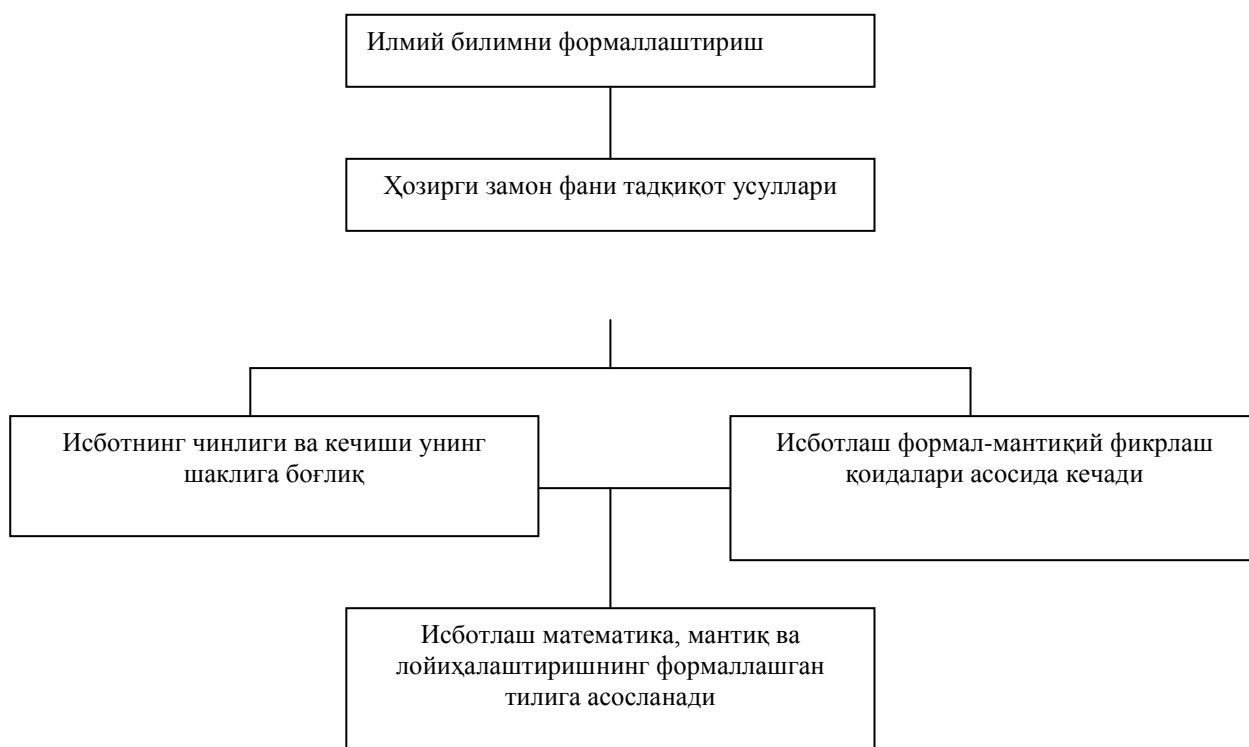 Илмий билимни формаллаштириш
Ҳозирги замон фани тадқиқот усуллари
Исботнинг чинлиги ва кечиши унинг
шаклига боғлиқ
Исботлаш формал-мантиқий фикрлаш
қоидалари асосида кечади
Исботлаш математика, мантиқ ва
лойиҳалаштиришнинг формаллашган
тилига асосланади